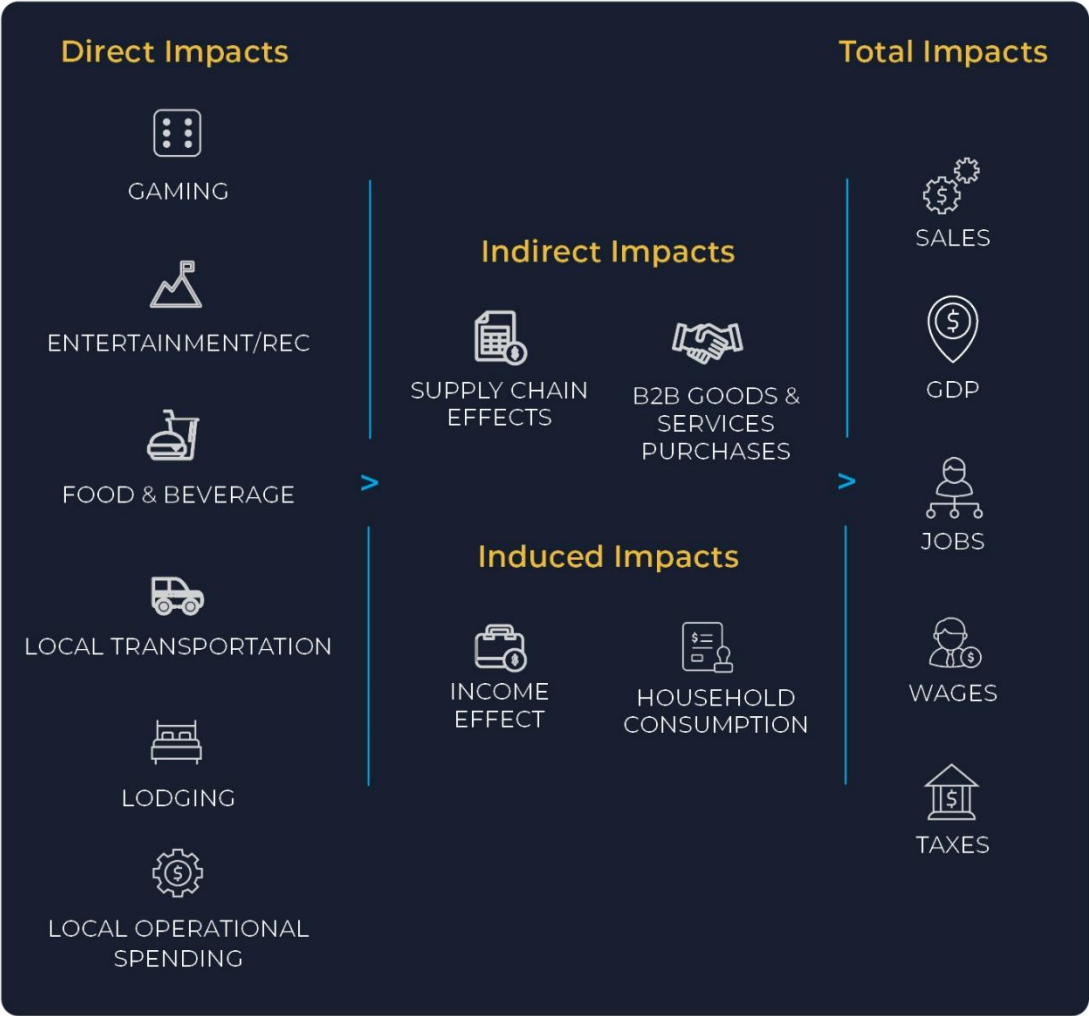 Direct Impacts
GAMING
ENTERTAINMENT/REC
FOOD & BEVERAGE
LOCAL TRANSPORTATION
LODGING
LOCAL OPERATIONAL
SPENDING
>
Indirect Impacts
SUPPLY CHAIN
EFFECTS
B2B GOODS &
SERVICES
PURCHASES
Induced Impacts
INCOME
EFFECT
HOUSEHOLD
CONSUMPTION
>
Total Impacts
SALES
GDP
JOBS
WAGES
TAXES